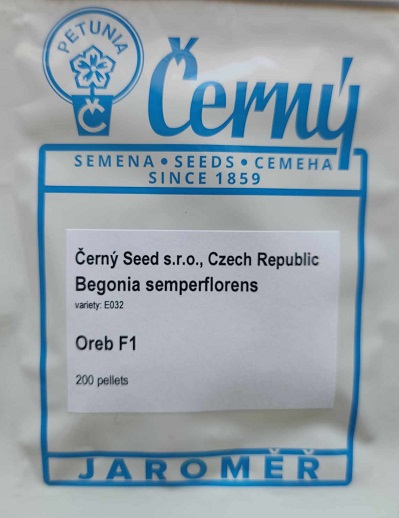 PETUNIA
Č
Černý
SEMENA • SEEDS • СЕМЕНА
SINCE 1859
Černý Seed s.r.o., Czech Republic
Begonia semperflorens
variety: E032
Oreb F1
200 pellets
JAROMĚŘ